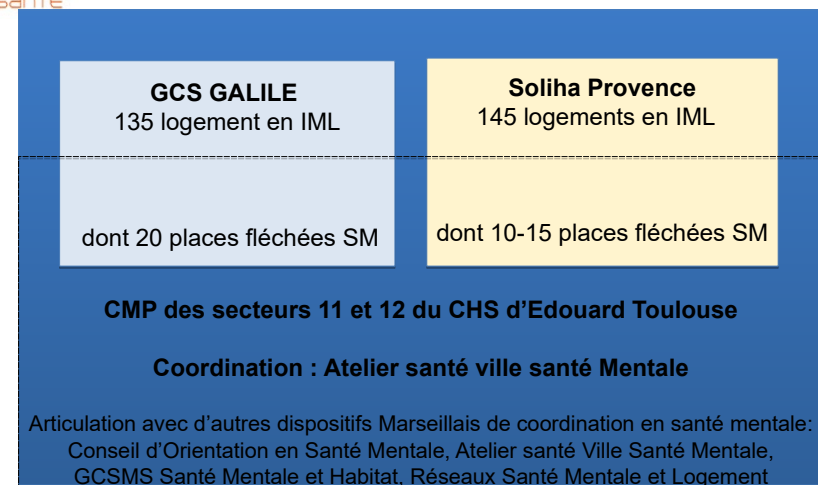 santé
GCS GALILE
135 logement en IML
dont 20 places fléchées SM
Soliha Provence
145 logements en IML
dont 10-15 places fléchées SM
CMP des secteurs 11 et 12 du CHS d’Edouard Toulouse
Coordination : Atelier santé ville santé Mentale
Articulation avec d’autres dispositifs Marseillais de coordination en santé mentale:
Conseil d’Orientation en Santé Mentale, Atelier santé Ville Santé Mentale,
GCSMS Santé Mentale et Habitat, Réseaux Santé Mentale et Logement